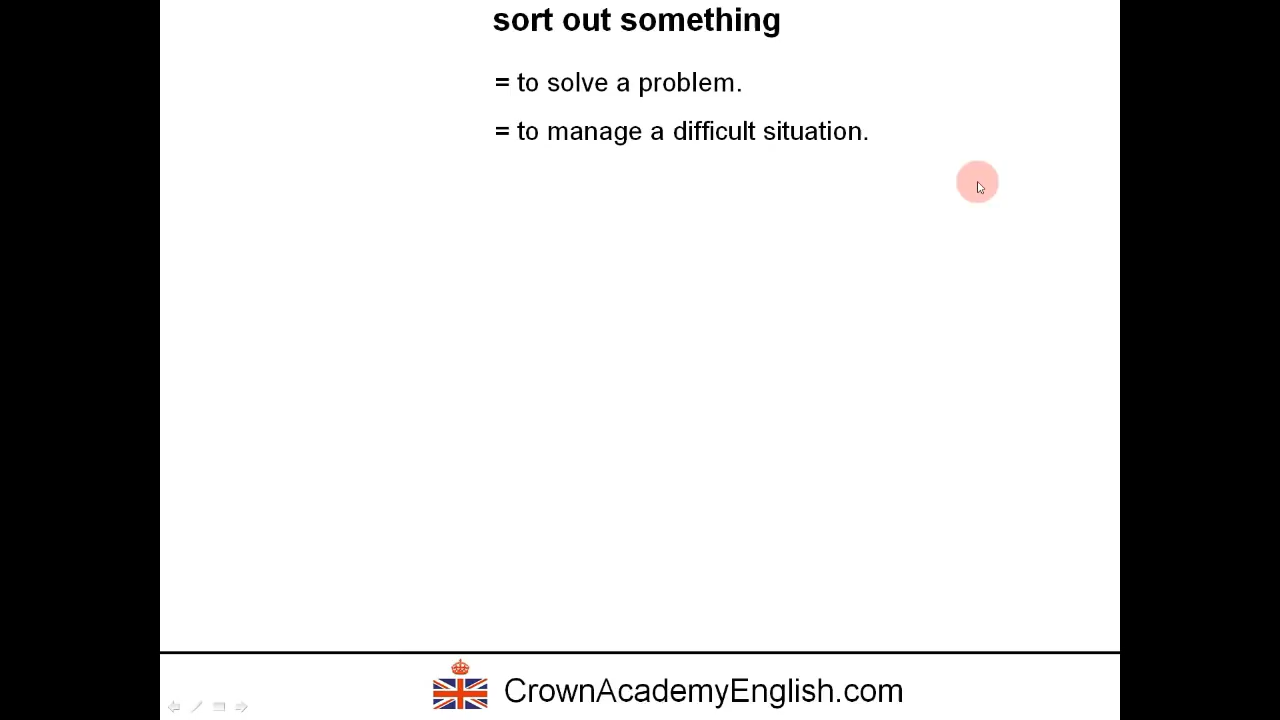 sort out something
= to solve a problem.
= to manage a difficult situation.
CrownAcademyEnglish.com